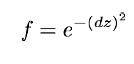 f = e^{-(dz)^2}